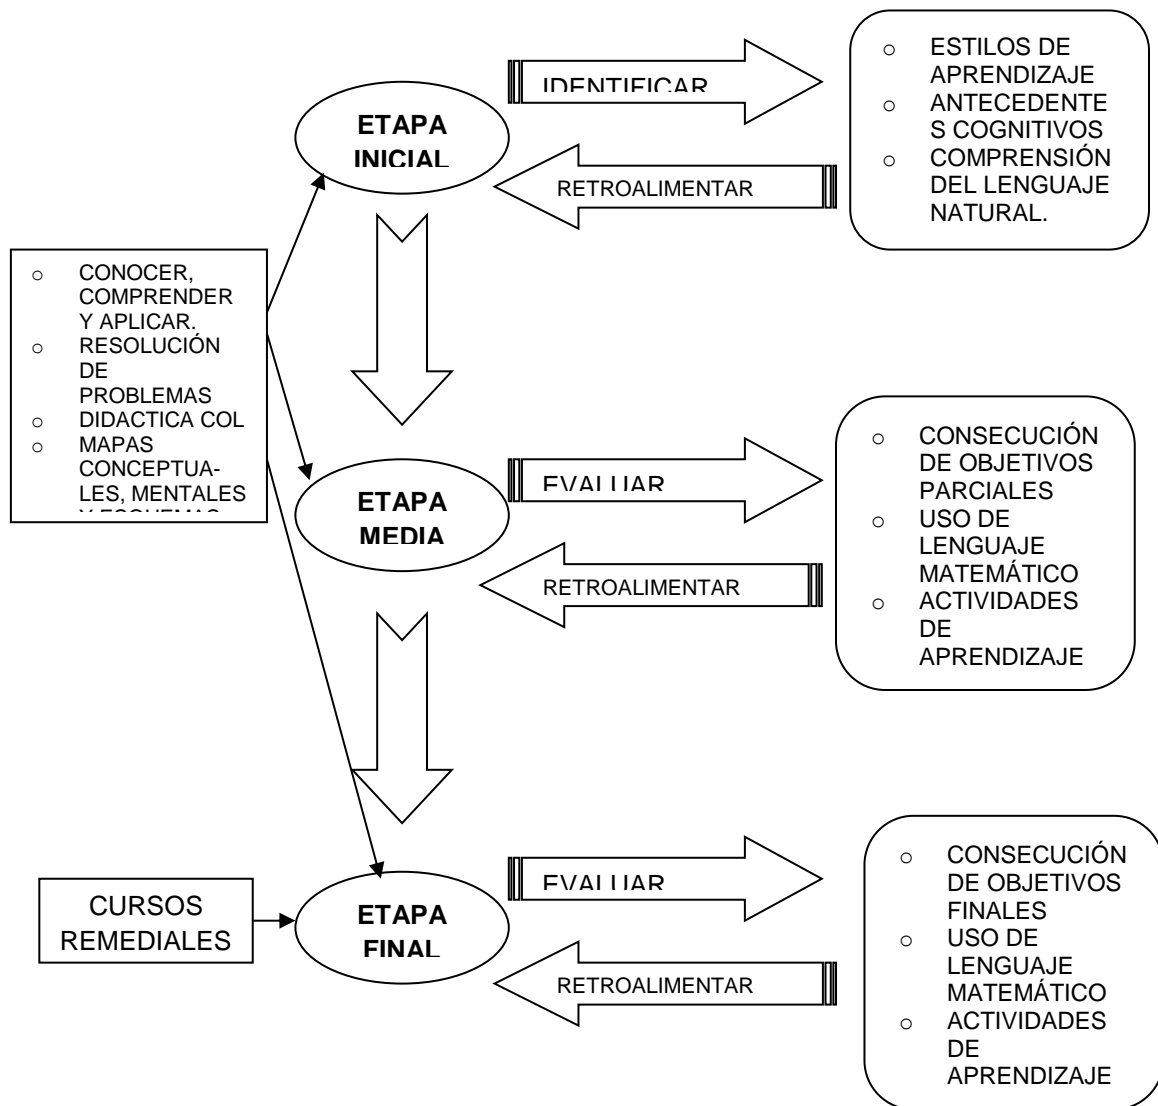 IDENTIFICAR
ETAPA
INICIAL
RETROALIMENTAR
○ ESTILOS DE
APRENDIZAJE
○ ANTECEDENTE
S COGNITIVOS
○ COMPRENSIÓN
DEL LENGUAJE
NATURAL.
○ CONOCER,
COMPRENDER
Y APLICAR.
○ RESOLUCIÓN
DE
PROBLEMAS
○ DIDACTICA COL
○ MAPAS
CONCEPTUA-
LES, MENTALES
Y ESQUEMAS
EVALUAR
ETAPA
MEDIA
RETROALIMENTAR
○ CONSECUCIÓN
DE OBJETIVOS
PARCIALES
○ USO DE
LENGUAJE
MATEMÁTICO
○ ACTIVIDADES
DE
APRENDIZAJE
CURSOS
REMEDIALES
EVALUAR
ETAPA
FINAL
RETROALIMENTAR
○ CONSECUCIÓN
DE OBJETIVOS
FINALES
○ USO DE
LENGUAJE
MATEMÁTICO
○ ACTIVIDADES
DE
APRENDIZAJE